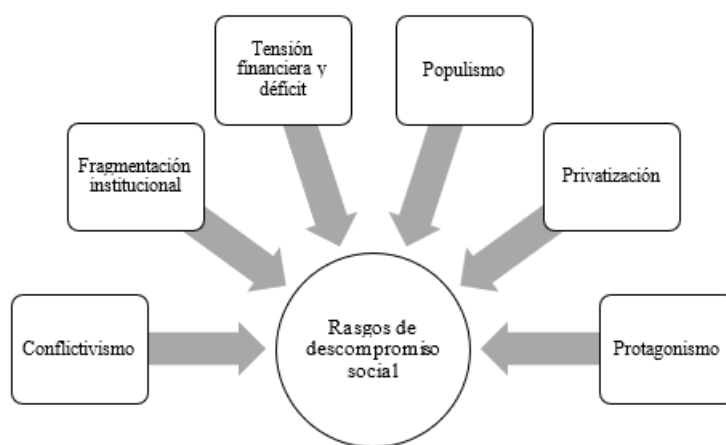 Tensión
financiera y
déficit
Populismo
Fragmentación
institucional
Privatización
Conflictivismo
Rasgos de
descompromiso
social
Protagonismo